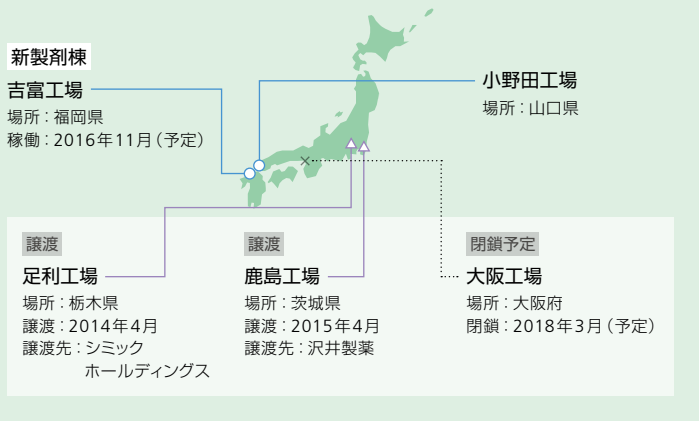 新製剤棟
吉富工場
場所：福岡県
稼働：2016年11月（予定）
小野田工場
場所：山口県
譲渡
足利工場
場所：栃木県
譲渡：2014年4月
譲渡先：シミック
ホールディングス
譲渡
鹿島工場
場所：茨城県
譲渡：2015年4月
譲渡先：沢井製薬
閉鎖予定
大阪工場
場所：大阪府
閉鎖：2018年3月（予定）